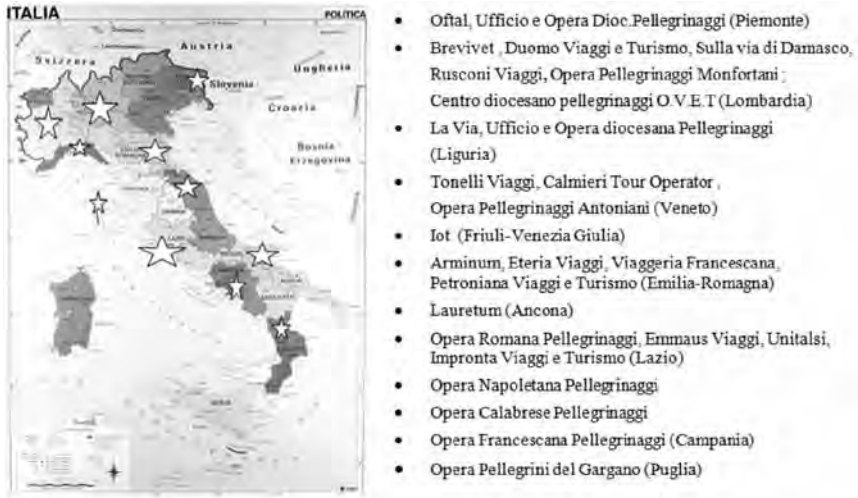 ITALIA
POLITICA
Austria
Svizzera
Ungheria
Slovenia
Croazia
Bosnia
Erzegovina
• Oftal, Ufficio e Opera Dioc.Pellegrinaggi (Piemonte)
• Brevivet , Duomo Viaggi e Turismo, Sulla via di Damasco,
Rusconi Viaggi, Opera Pellegrinaggi Monfortani ;
Centro diocesano pellegrinaggi O.V.E.T (Lombardia)
• La Via, Ufficio e Opera diocesana Pellegrinaggi
(Liguria)
• Tonelli Viaggi, Calmieri Tour Operator ,
Opera Pellegrinaggi Antoniani (Veneto)
• Iot (Friuli-Venezia Giulia)
• Arminum, Eteria Viaggi, Viaggeria Francescana,
Petroniana Viaggi e Turismo (Emilia-Romagna)
• Lauretum (Ancona)
• Opera Romana Pellegrinaggi, Emmaus Viaggi, Unitalsi,
Impronta Viaggi e Turismo (Lazio)
• Opera Napoletana Pellegrinaggi
• Opera Calabrese Pellegrinaggi
• Opera Francescana Pellegrinaggi (Campania)
• Opera Pellegrini del Gargano (Puglia)